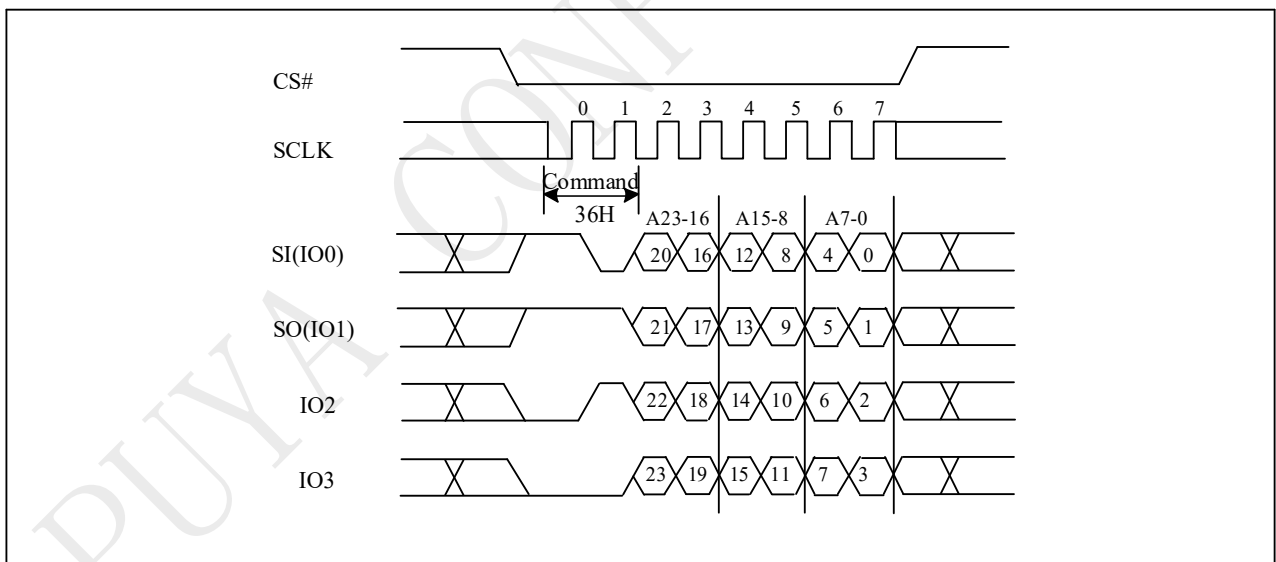 CS#
0 1 2 3 4 5 6 7
SCLK
Command
36H
A23-16 A15-8 A7-0
SI(IO0) 20 16 12 8 4 0
SO(IO1) 21 17 13 9 5 1
IO2 22 18 14 10 6 2
IO3 23 19 15 11 7 3
PUYA CONF